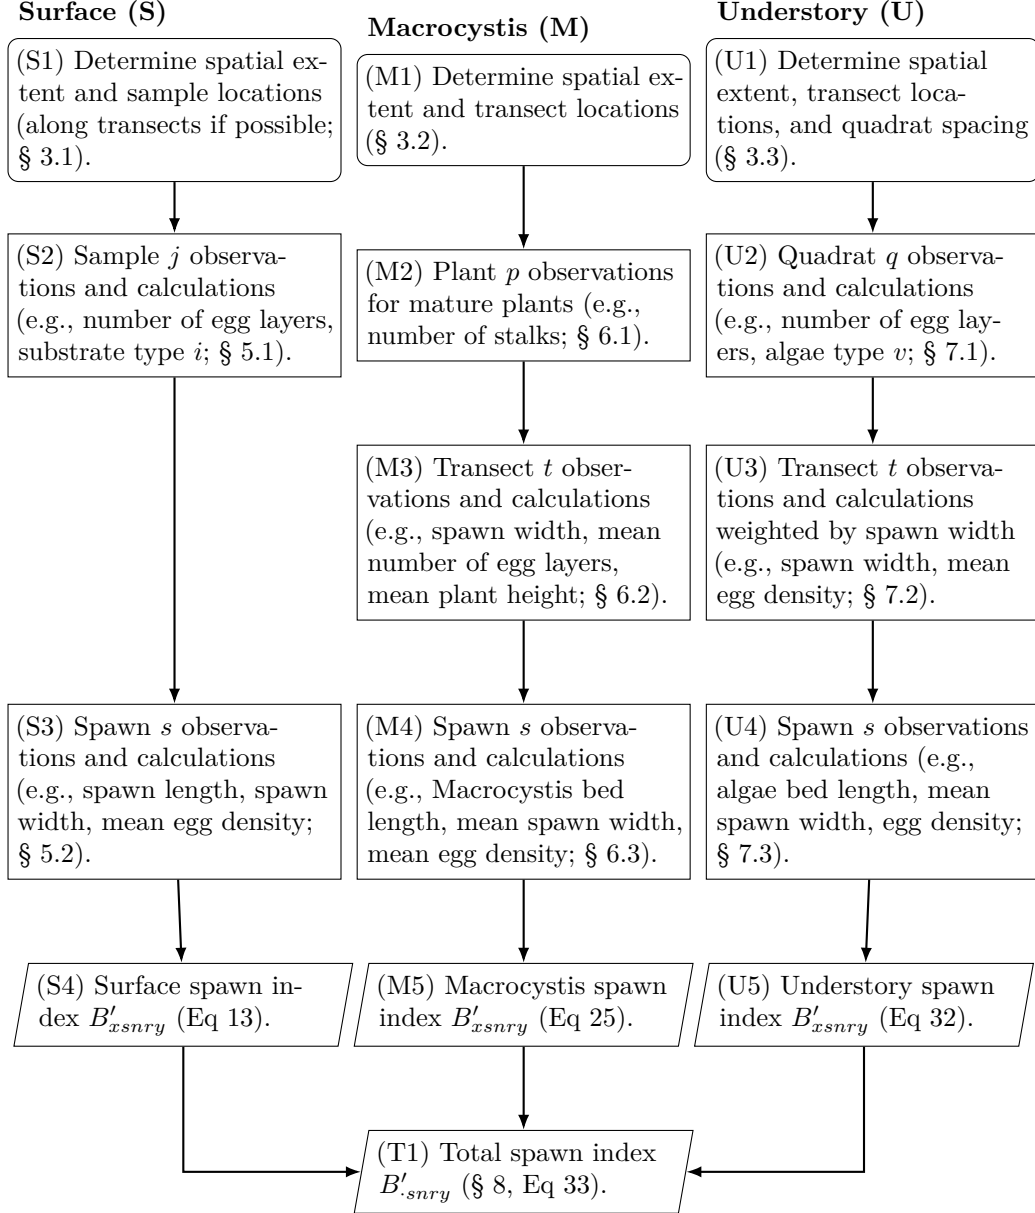 Surface (S)
(S1) Determine spatial ex-
tent and sample locations
(along transects if possible;
§ 3.1).
(S2) Sample j observa-
tions and calculations
(e.g., number of egg layers,
substrate type i; § 5.1).
(S3) Spawn s observa-
tions and calculations
(e.g., spawn length, spawn
width, mean egg density;
§ 5.2).
(S4) Surface spawn in-
dex B′xsnry (Eq 13).
Macrocystis (M)
(M1) Determine spatial ex-
tent and transect locations
(§ 3.2).
(M2) Plant p observations
for mature plants (e.g.,
number of stalks; § 6.1).
(M3) Transect t obser-
vations and calculations
(e.g., spawn width, mean
number of egg layers,
mean plant height; § 6.2).
(M4) Spawn s observa-
tions and calculations
(e.g., Macrocystis bed
length, mean spawn width,
mean egg density; § 6.3).
(M5) Macrocystis spawn
index B′xsnry (Eq 25).
Understory (U)
(U1) Determine spatial
extent, transect loca-
tions, and quadrat spacing
(§ 3.3).
(U2) Quadrat q observa-
tions and calculations
(e.g., number of egg lay-
ers, algae type v; § 7.1).
(U3) Transect t observa-
tions and calculations
weighted by spawn width
(e.g., spawn width, mean
egg density; § 7.2).
(U4) Spawn s observations
and calculations (e.g.,
algae bed length, mean
spawn width, egg density;
§ 7.3).
(U5) Understory spawn
index B′xsnry (Eq 32).
(T1) Total spawn index
B′·snry (§ 8, Eq 33).